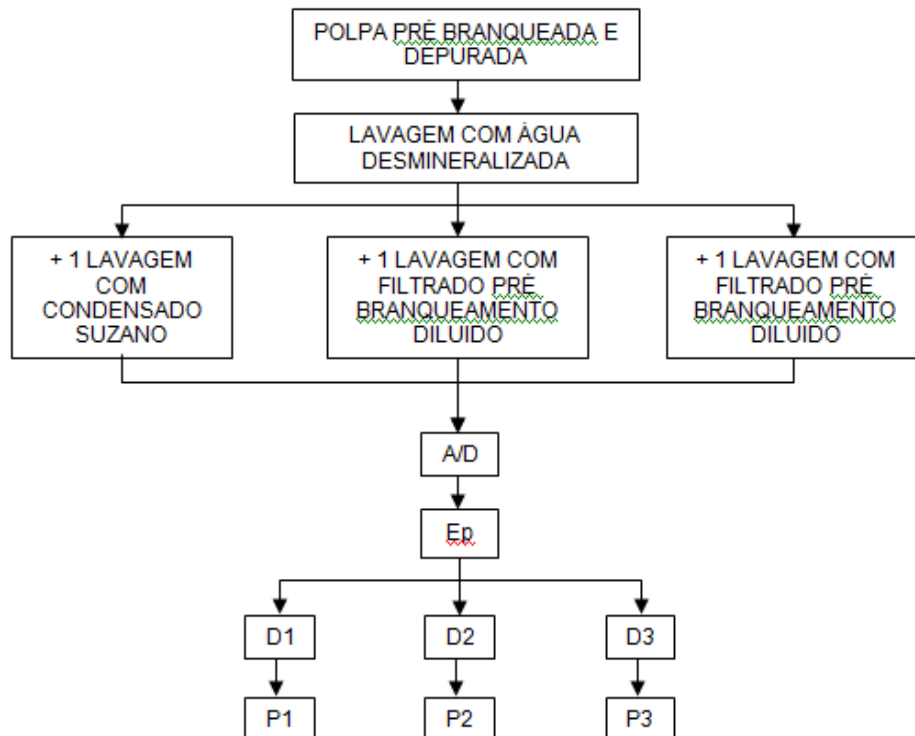 POLPA PRÉ BRANQUEADA E
DEPURADA
LAVAGEM COM ÁGUA
DESMINERALIZADA
+ 1 LAVAGEM
COM
CONDENSADO
SUZANO
+ 1 LAVAGEM COM
FILTRADO PRÉ
BRANQUEAMENTO
DILUIDO
+ 1 LAVAGEM COM
FILTRADO PRÉ
BRANQUEAMENTO
DILUIDO
A/D
Ep
D1
D2
D3
P1
P2
P3